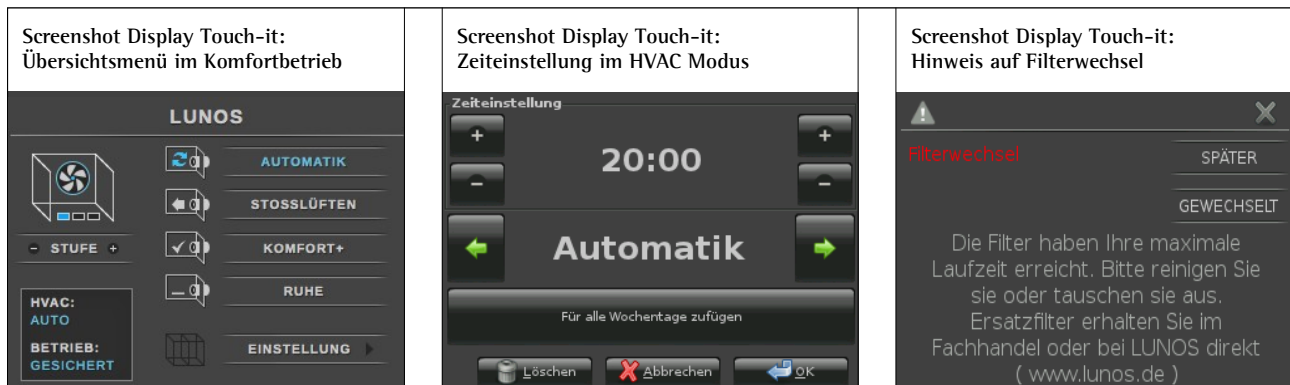 Screenshot Display Touch-it:
Übersichtsmenü im Komfortbetrieb
LUNOS
AUTOMATIK
STOSSLÜFTEN
- STUFE +
KOMFORT+
RUHE
HVAC:
AUTO
BETRIEB:
GESICHERT
EINSTELLUNG
Screenshot Display Touch-it:
Zeiteinstellung im HVAC Modus
Zeiteinstellung
+ +
20:00
- -
Automatik
Für alle Wochentage zufügen
Löschen Abbrechen OK
Screenshot Display Touch-it:
Hinweis auf Filterwechsel
Filterwechsel
SPÄTER
GEWECHSELT
Die Filter haben Ihre maximale
Laufzeit erreicht. Bitte reinigen Sie
sie oder tauschen sie aus.
Ersatzfilter erhalten Sie im
Fachhandel oder bei LUNOS direkt
( www.lunos.de )